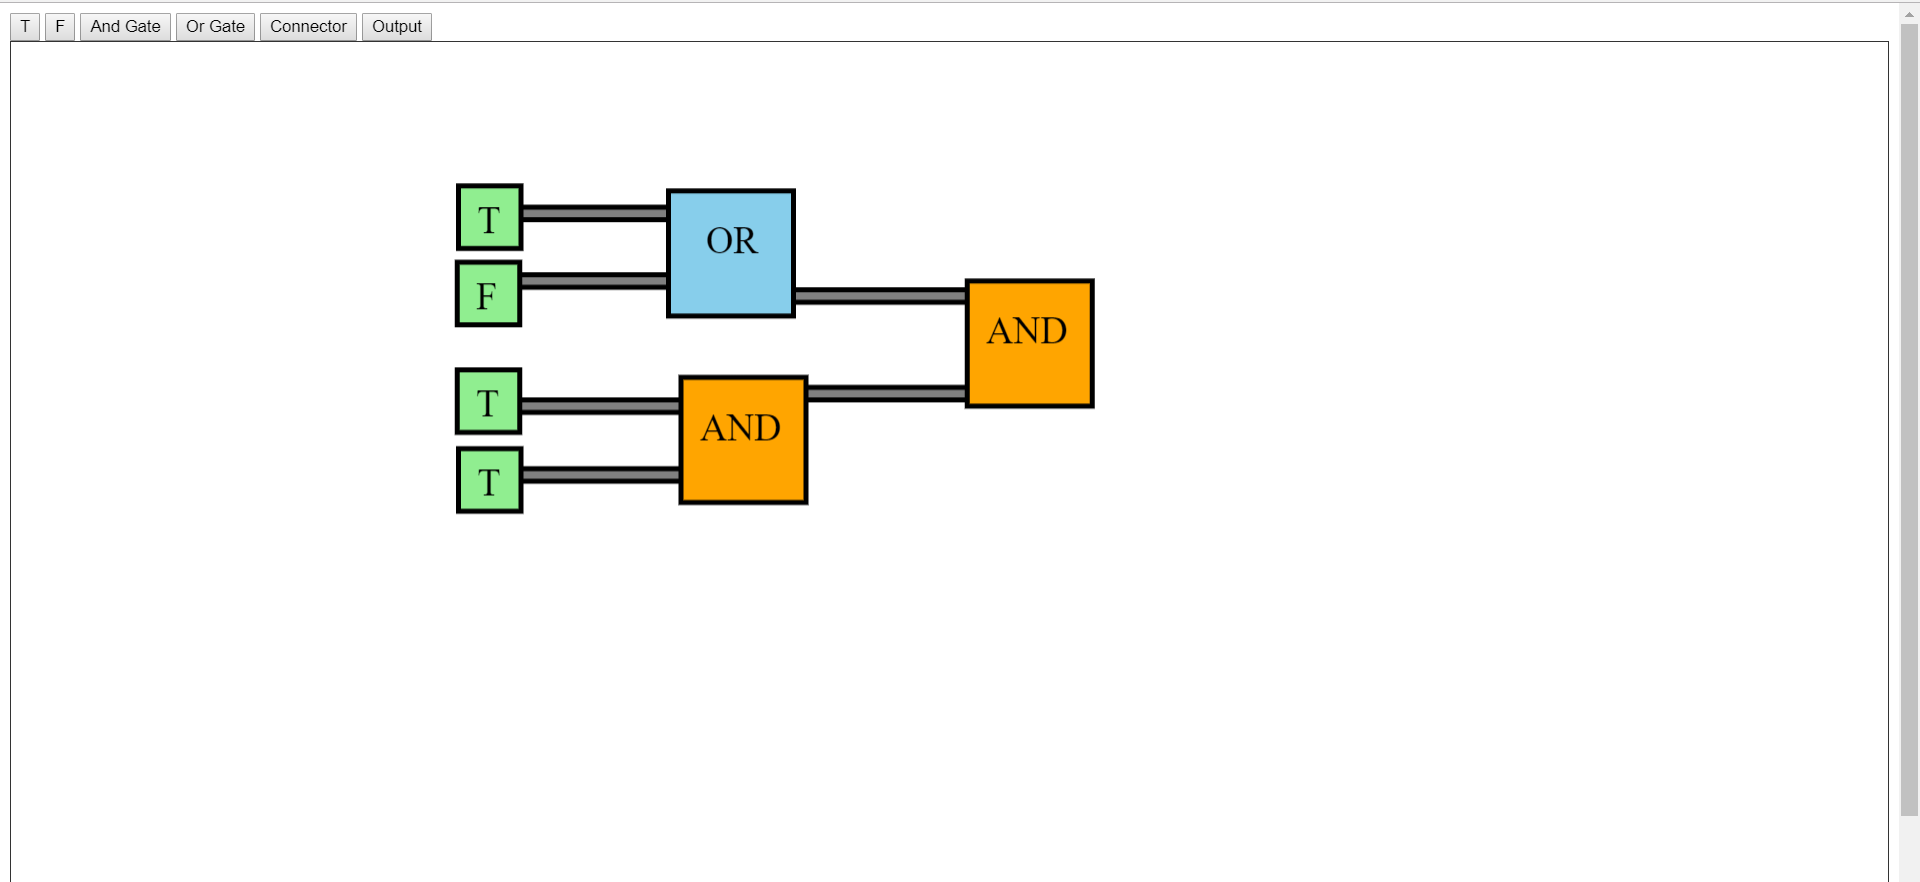 T F And Gate Or Gate Connector Output
T
OR
F
AND
T
AND
T